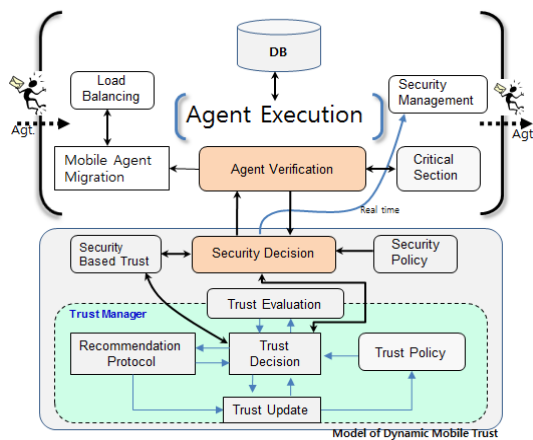 DB
Load
Balancing
Security
Management
Agent Execution
Agt.
Agt
Mobile Agent
Migration
Agent Verification
Critical
Section
Real time
Security
Based Trust
Security Decision
Security
Policy
Trust Evaluation
Trust Manager
Recommendation
Protocol
Trust
Decision
Trust Policy
Trust Update
Model of Dynamic Mobile Trust